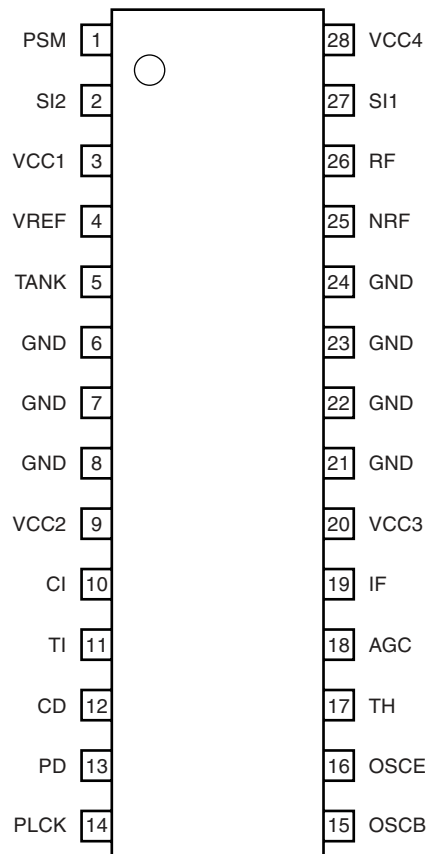 PSM 1 28 VCC4
SI2 2 27 SI1
VCC1 3 26 RF
VREF 4 25 NRF
TANK 5 24 GND
GND 6 23 GND
GND 7 22 GND
GND 8 21 GND
VCC2 9 20 VCC3
CI 10 19 IF
TI 11 18 AGC
CD 12 17 TH
PD 13 16 OSCE
PLCK 14 15 OSCB